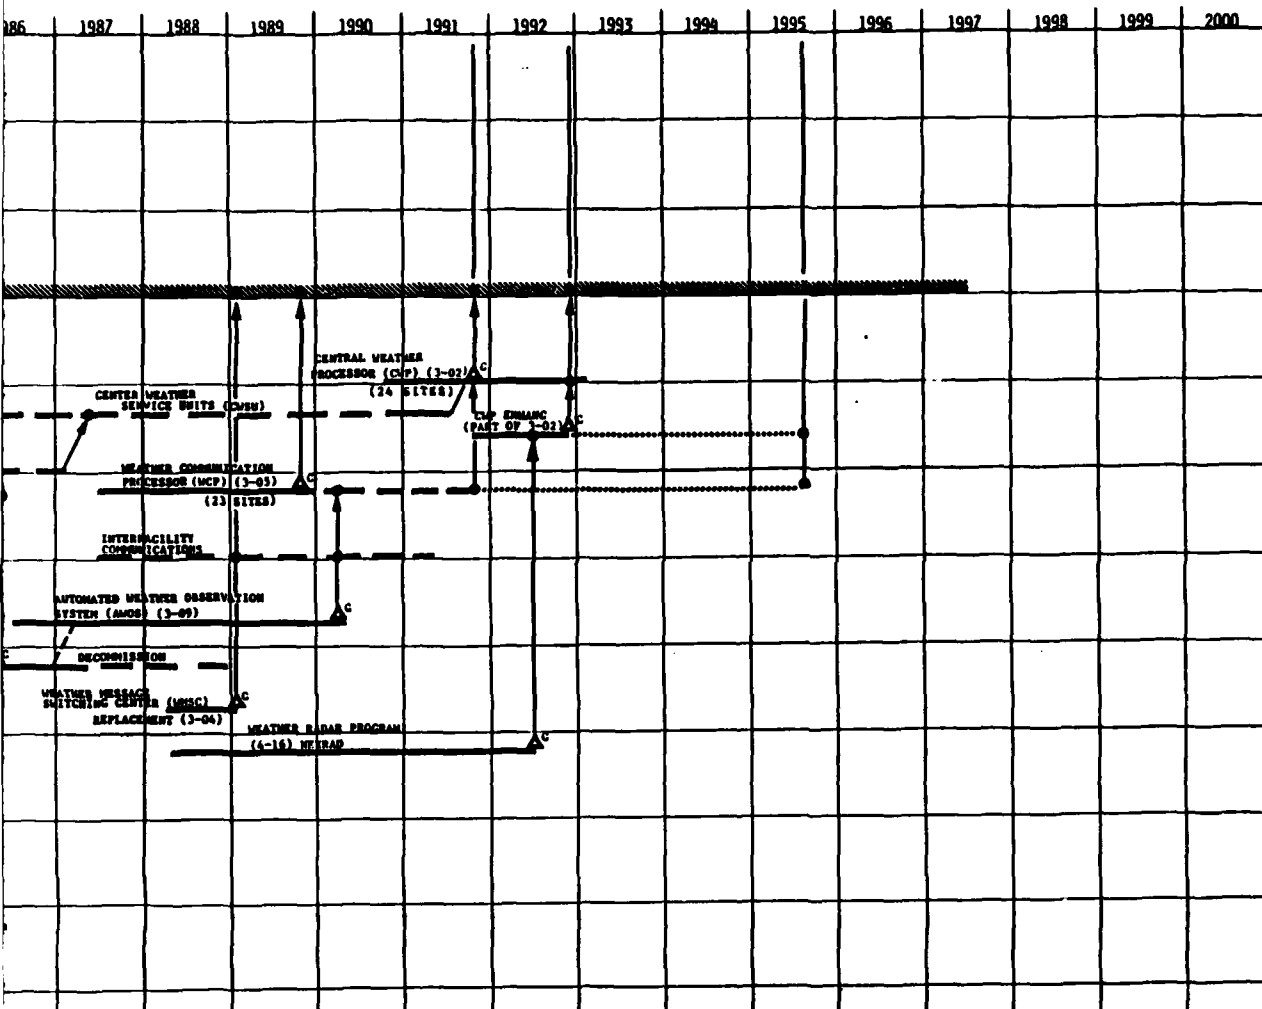 986 1987 1988 1989 1990 1991 1992 1993 1994 1995 1996 1997 1998 1999 2000
CENTRAL WEATHER
PROCESSOR (CWP) (3-02)
C
(24 SITES)
CENTER WEATHER
SERVICE UNITS (CWSU)
CWP ENHANC
(PART OF 3-02)
C
WEATHER COMMUNICATION
PROCESSOR (WCP) (3-05)
C
(23 SITES)
INTERFACILITY
COMMUNICATIONS
AUTOMATED WEATHER OBSERVATION
SYSTEM (AWOS) (3-09)
C
C
DECOMMISSION
WEATHER MESSAGE
SWITCHING CENTER (WMSC)
C
REPLACEMENT (3-04)
WEATHER RADAR PROGRAM
(4-16) NEXRAD
C